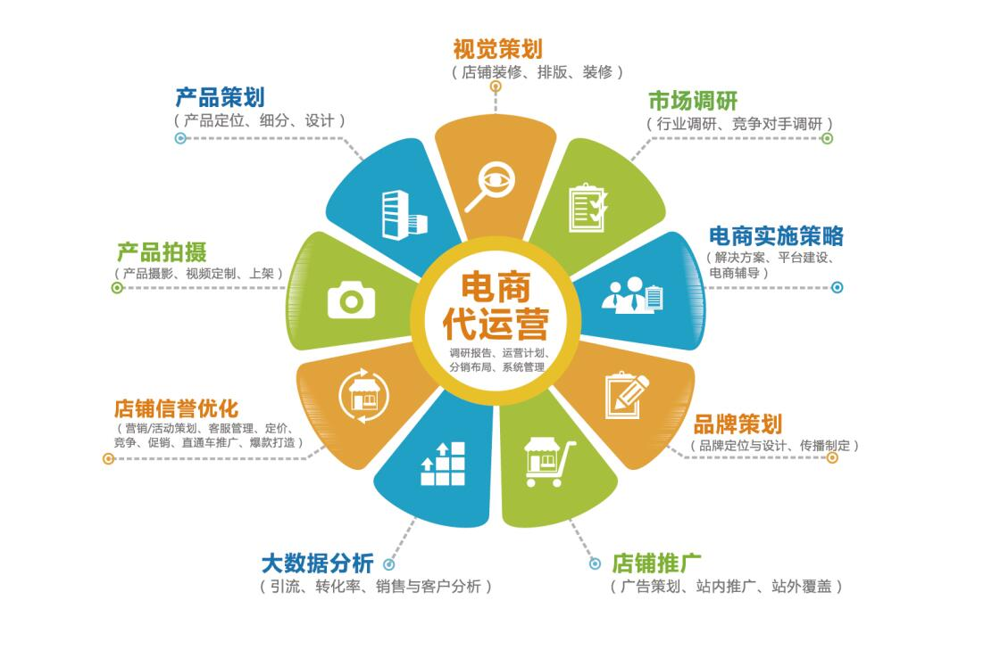 视觉策划
（店铺装修、排版、装修）
市场调研
（行业调研、竞争对手调研）
电商实施策略
（解决方案、平台建设、
电商辅导）
品牌策划
（品牌定位与设计、传播制定）
店铺推广
（广告策划、站内推广、站外覆盖）
大数据分析
（引流、转化率、销售与客户分析）
店铺信誉优化
（营销/活动策划、客服管理、定价、
竞争、促销、直通车推广、爆款打造）
产品拍摄
（产品摄影、视频定制、上架）
产品策划
（产品定位、细分、设计）
电商
代运营
调研报告、运营计划、
分销布局、系统管理